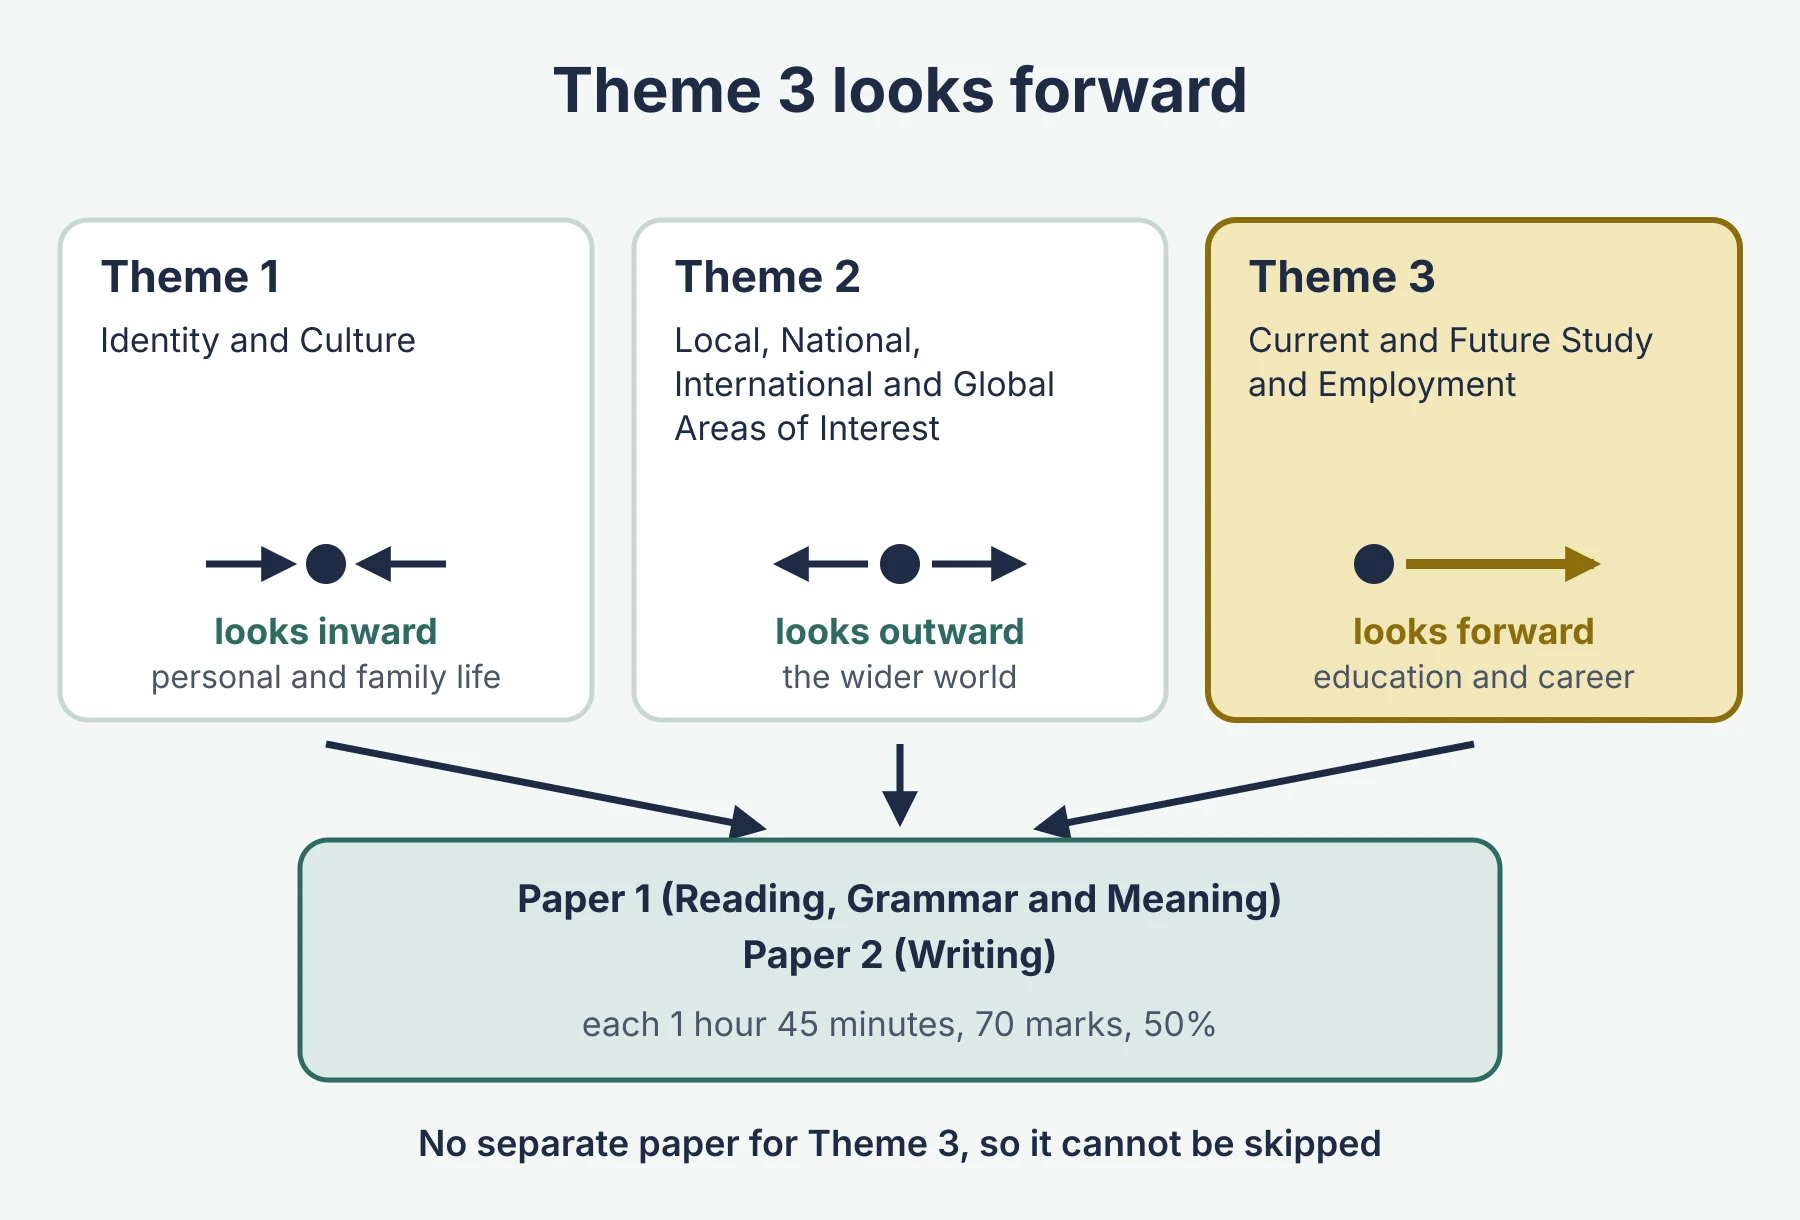 Theme 3 looks forward
Theme 1
Identity and Culture
looks inward
personal and family life
Theme 2
Local, National,
International and Global
Areas of Interest
looks outward
the wider world
Theme 3
Current and Future Study
and Employment
looks forward
education and career
Paper 1 (Reading, Grammar and Meaning)
Paper 2 (Writing)
each 1 hour 45 minutes, 70 marks, 50%
No separate paper for Theme 3, so it cannot be skipped